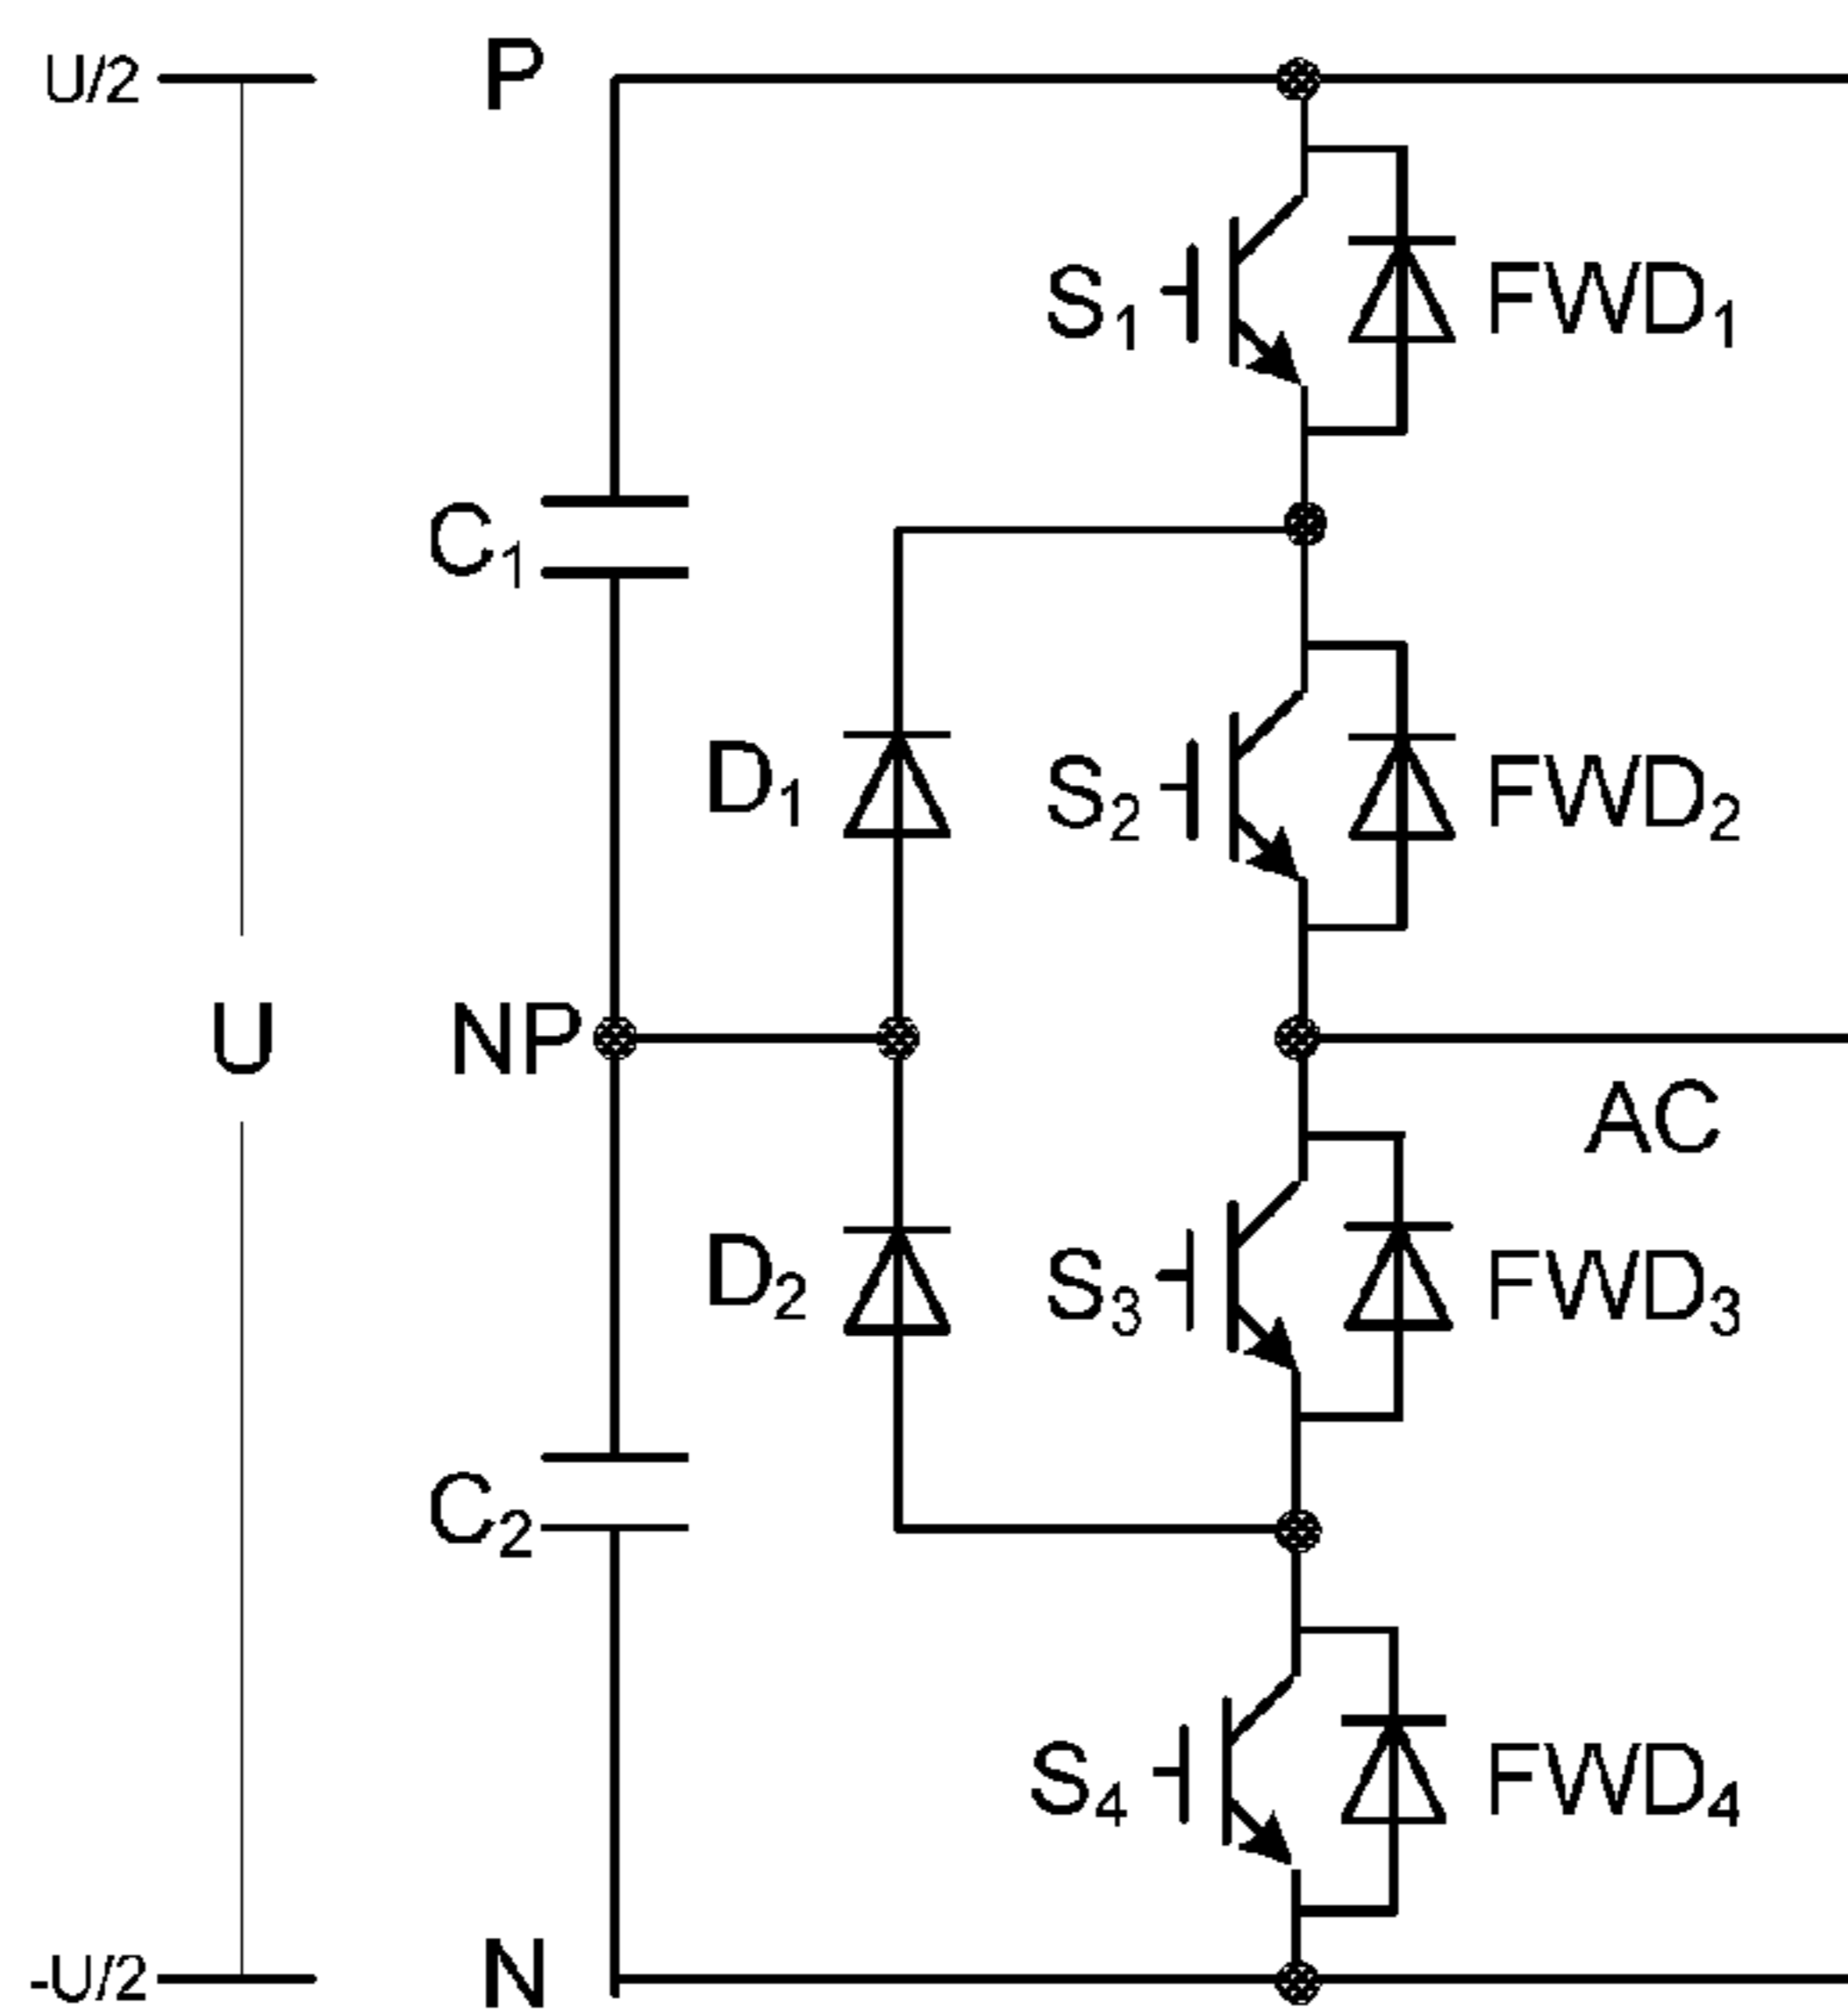 U/2 P
S1 FWD1
C1
D1 S2 FWD2
U NP
AC
D2 S3 FWD3
C2
S4 FWD4
-U/2 N